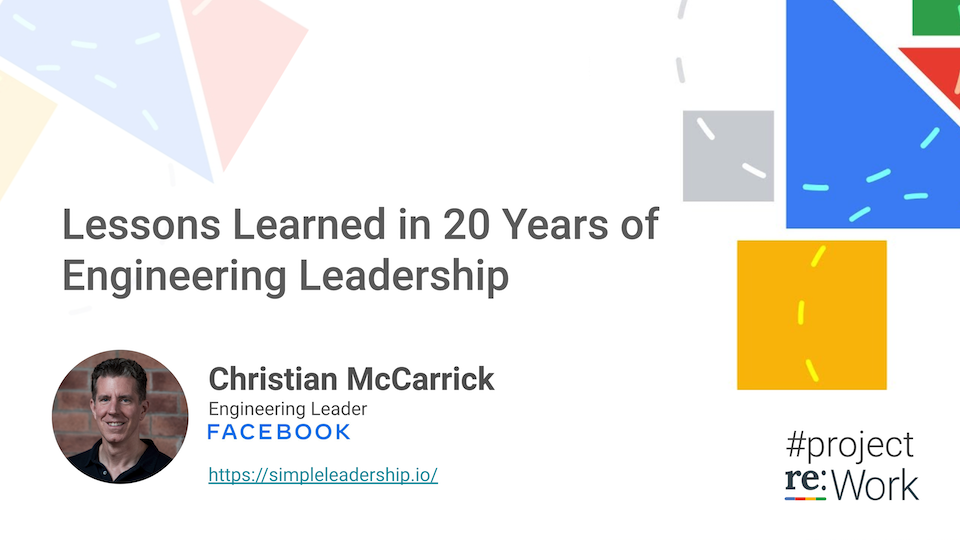 Lessons Learned in 20 Years of
Engineering Leadership
Christian McCarrick
Engineering Leader
FACEBOOK
https://simpleleadership.io/
#project
re:Work